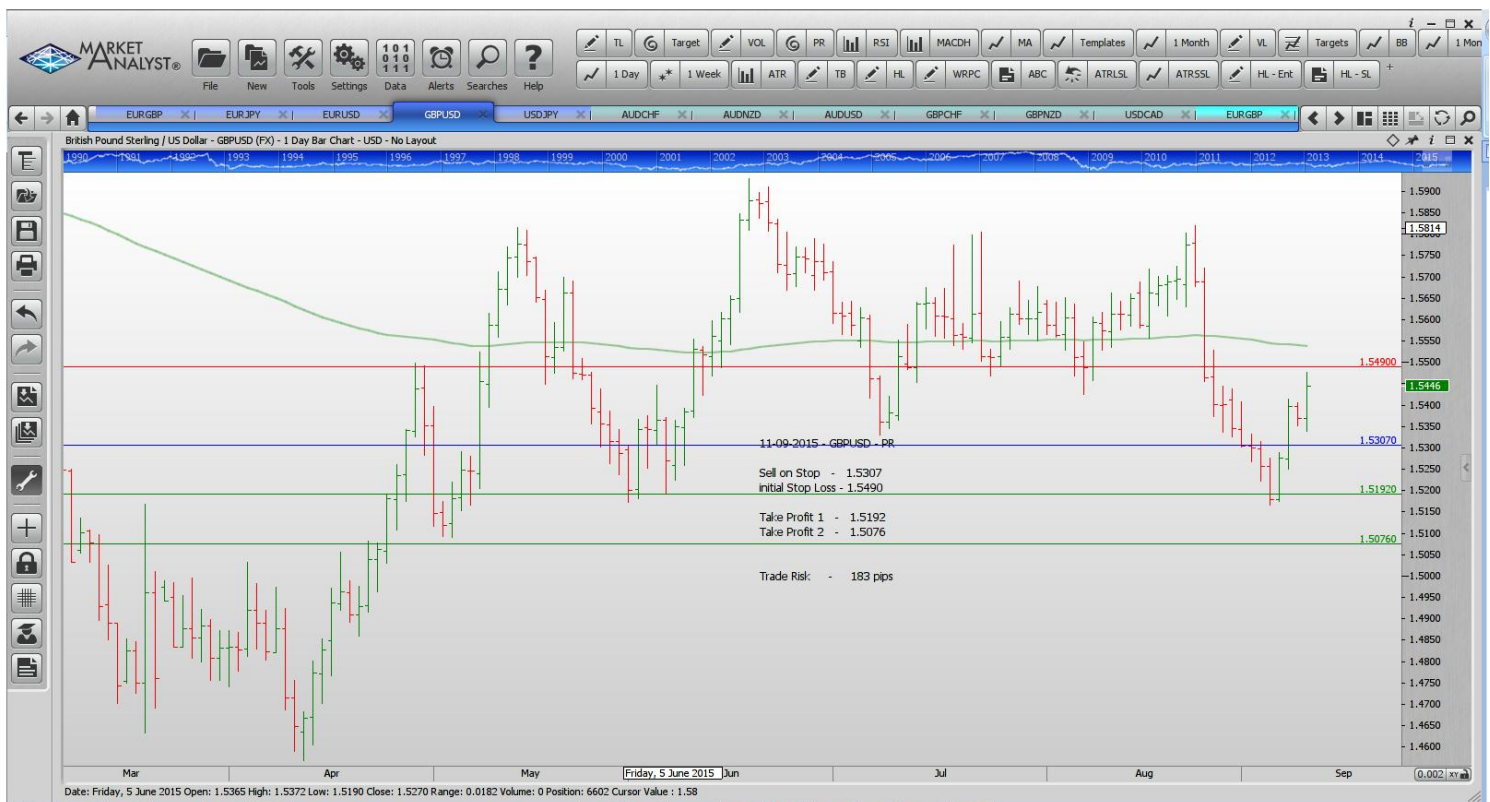 i
MARKET
ANALYST®
File New Tools Settings Data Alerts Searches Help
101
010
111
?
TL Target VOL PR RSI MACDH MA Templates 1 Month VL Targets BB 1 Mon
1 Day 1 Week ATR TB HL WRPC ABC ATRLSL ATRSSL HL - Ent HL - SL +
EURGBP EURJPY EURUSD GBPUSD USDJPY AUDCHF AUDNZD AUDUSD GBPCHF GBPNZD USDCAD EURGBP
British Pound Sterling / US Dollar - GBPUSD (FX) - 1 Day Bar Chart - USD - No Layout
1990 1991 1992 1993 1994 1995 1996 1997 1998 1999 2000 2001 2002 2003 2004 2005 2006 2007 2008 2009 2010 2011 2012 2013 2014 2015
1.5900
1.5850
1.5814
1.5750
1.5700
1.5650
1.5600
1.5550
1.5500
1.54900
1.5446
1.5400
1.5350
1.5300
1.53070
1.5250
1.5200
1.51920
1.5150
1.5100
1.50760
1.5050
1.5000
1.4950
1.4900
1.4850
1.4800
1.4750
1.4700
1.4650
1.4600
11-09-2015 - GBPUSD - PR
Sell on Stop - 1.5307
initial Stop Loss - 1.5490
Take Profit 1 - 1.5192
Take Profit 2 - 1.5076
Trade Risk - 183 pips
Mar Apr May Friday, 5 June 2015 Jun Jul Aug Sep 0.002 XY
Date: Friday, 5 June 2015 Open: 1.5365 High: 1.5372 Low: 1.5190 Close: 1.5270 Range: 0.0182 Volume: 0 Position: 6602 Cursor Value : 1.58